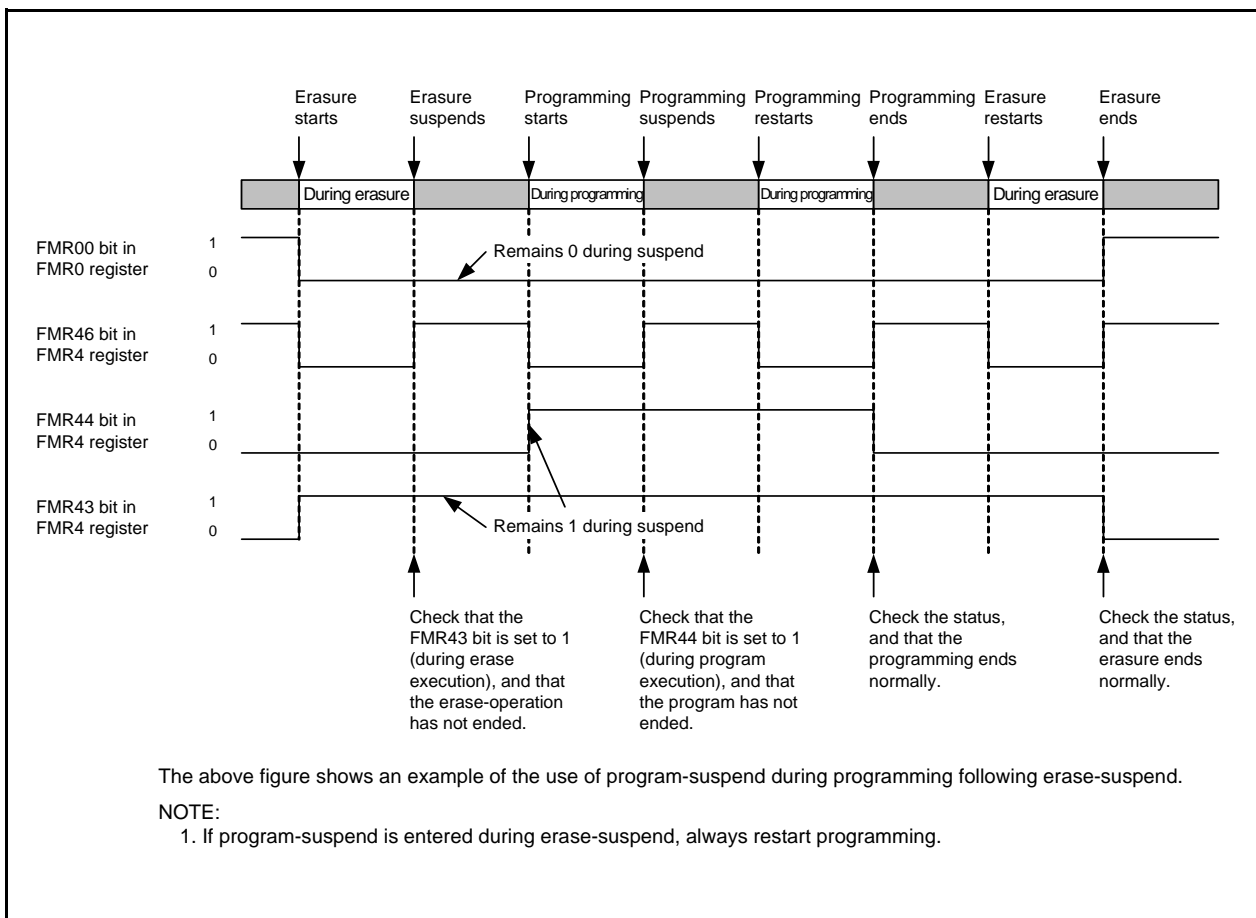 Erasure starts
Erasure suspends
Programming starts
Programming suspends
Programming restarts
Programming ends
Erasure restarts
Erasure ends
During erasure
During programming
During programming
During erasure
FMR00 bit in
FMR0 register
1
0
Remains 0 during suspend
FMR46 bit in
FMR4 register
1
0
FMR44 bit in
FMR4 register
1
0
FMR43 bit in
FMR4 register
1
0
Remains 1 during suspend
Check that the
FMR43 bit is set to 1
(during erase
execution), and that
the erase-operation
has not ended.
Check that the
FMR44 bit is set to 1
(during program
execution), and that
the program has not
ended.
Check the status,
and that the
programming ends
normally.
Check the status,
and that the
erasure ends
normally.
The above figure shows an example of the use of program-suspend during programming following erase-suspend.
NOTE:
1. If program-suspend is entered during erase-suspend, always restart programming.